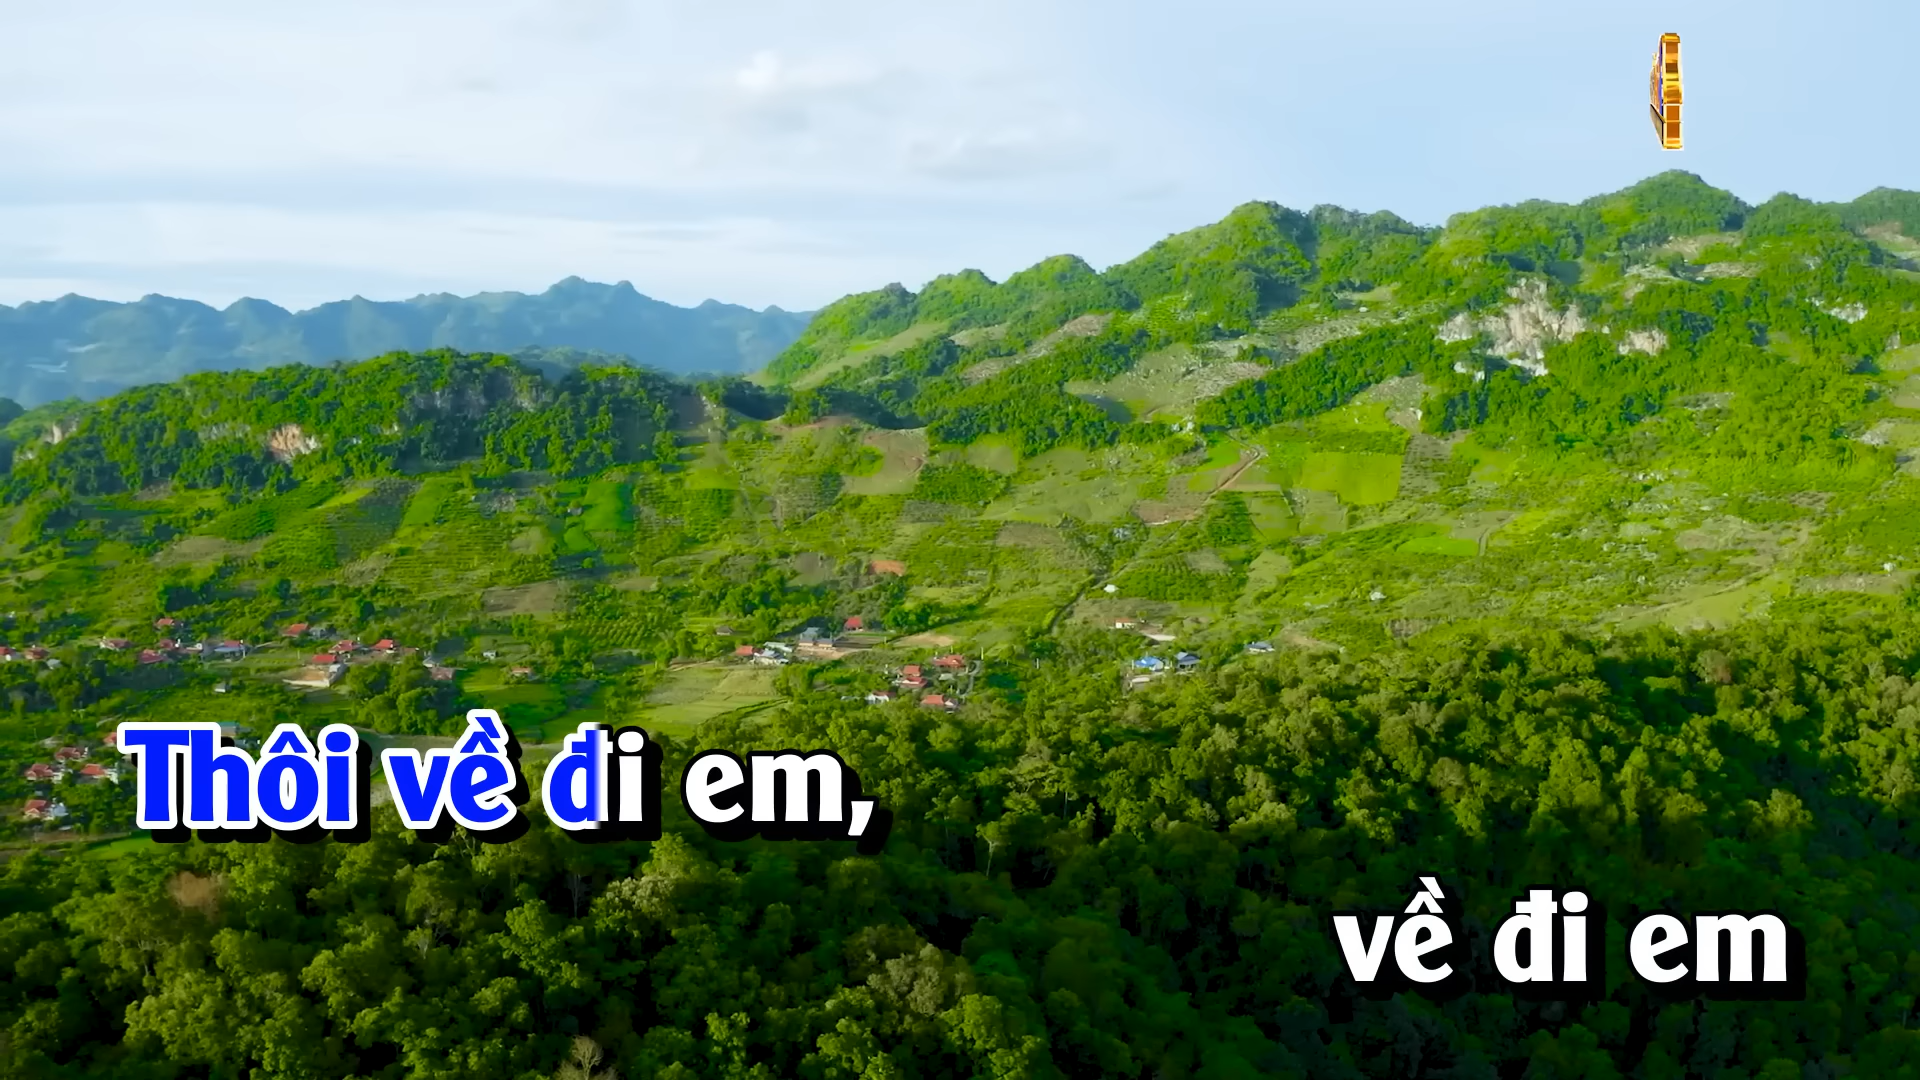 Thôi về đi em,
về đi em